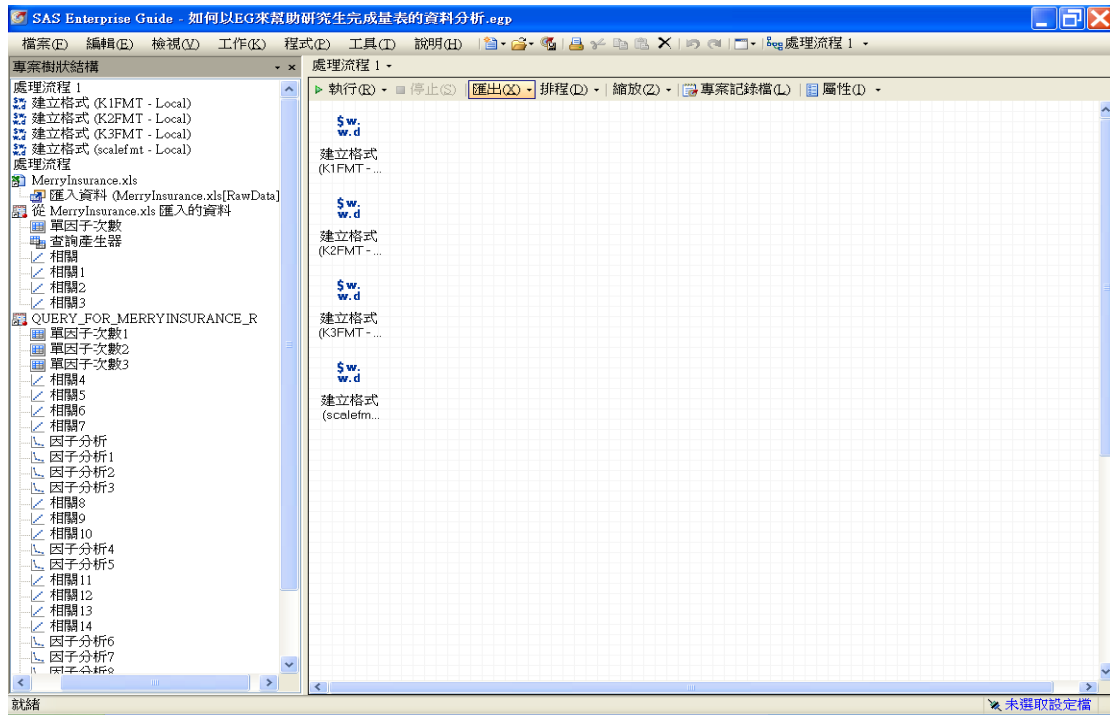 SAS Enterprise Guide - 如何以EG來幫助研究生完成量表的資料分析.egp
檔案(F) 編輯(E) 檢視(V) 工作(K) 程式(P) 工具(T) 說明(H) 處理流程 1
專案樹狀結構
處理流程 1
建立格式 (K1FMT - Local)
建立格式 (K2FMT - Local)
建立格式 (K3FMT - Local)
建立格式 (scalefmt - Local)
處理流程
MerryInsurance.xls
匯入資料 (MerryInsurance.xls[RawData]
從 MerryInsurance.xls 匯入的資料
單因子次數
查詢產生器
相關
相關1
相關2
相關3
QUERY_FOR_MERRYINSURANCE_R
單因子次數1
單因子次數2
單因子次數3
相關4
相關5
相關6
相關7
因子分析
因子分析1
因子分析2
因子分析3
相關8
相關9
相關10
因子分析4
因子分析5
相關11
相關12
相關13
相關14
因子分析6
因子分析7
因子分析8
處理流程 1
執行(R) 停止(S) 匯出(X) 排程(D) 縮放(Z) 專案記錄檔(L) 屬性(I)
$w.
w.d
建立格式
(K1FMT - ...
$w.
w.d
建立格式
(K2FMT - ...
$w.
w.d
建立格式
(K3FMT - ...
$w.
w.d
建立格式
(scalefm...
就緒
未選取設定檔